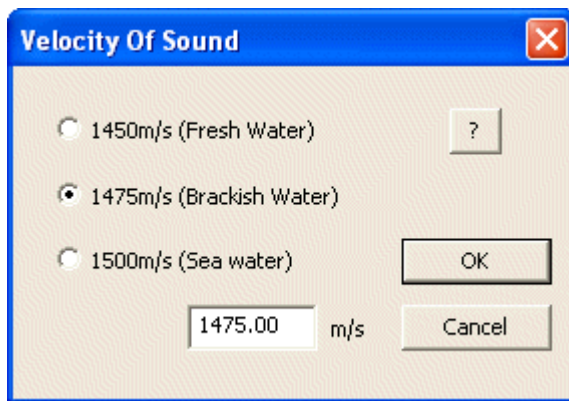 Velocity Of Sound
1450m/s (Fresh Water)
?
1475m/s (Brackish Water)
1500m/s (Sea water)
OK
1475.00 m/s
Cancel